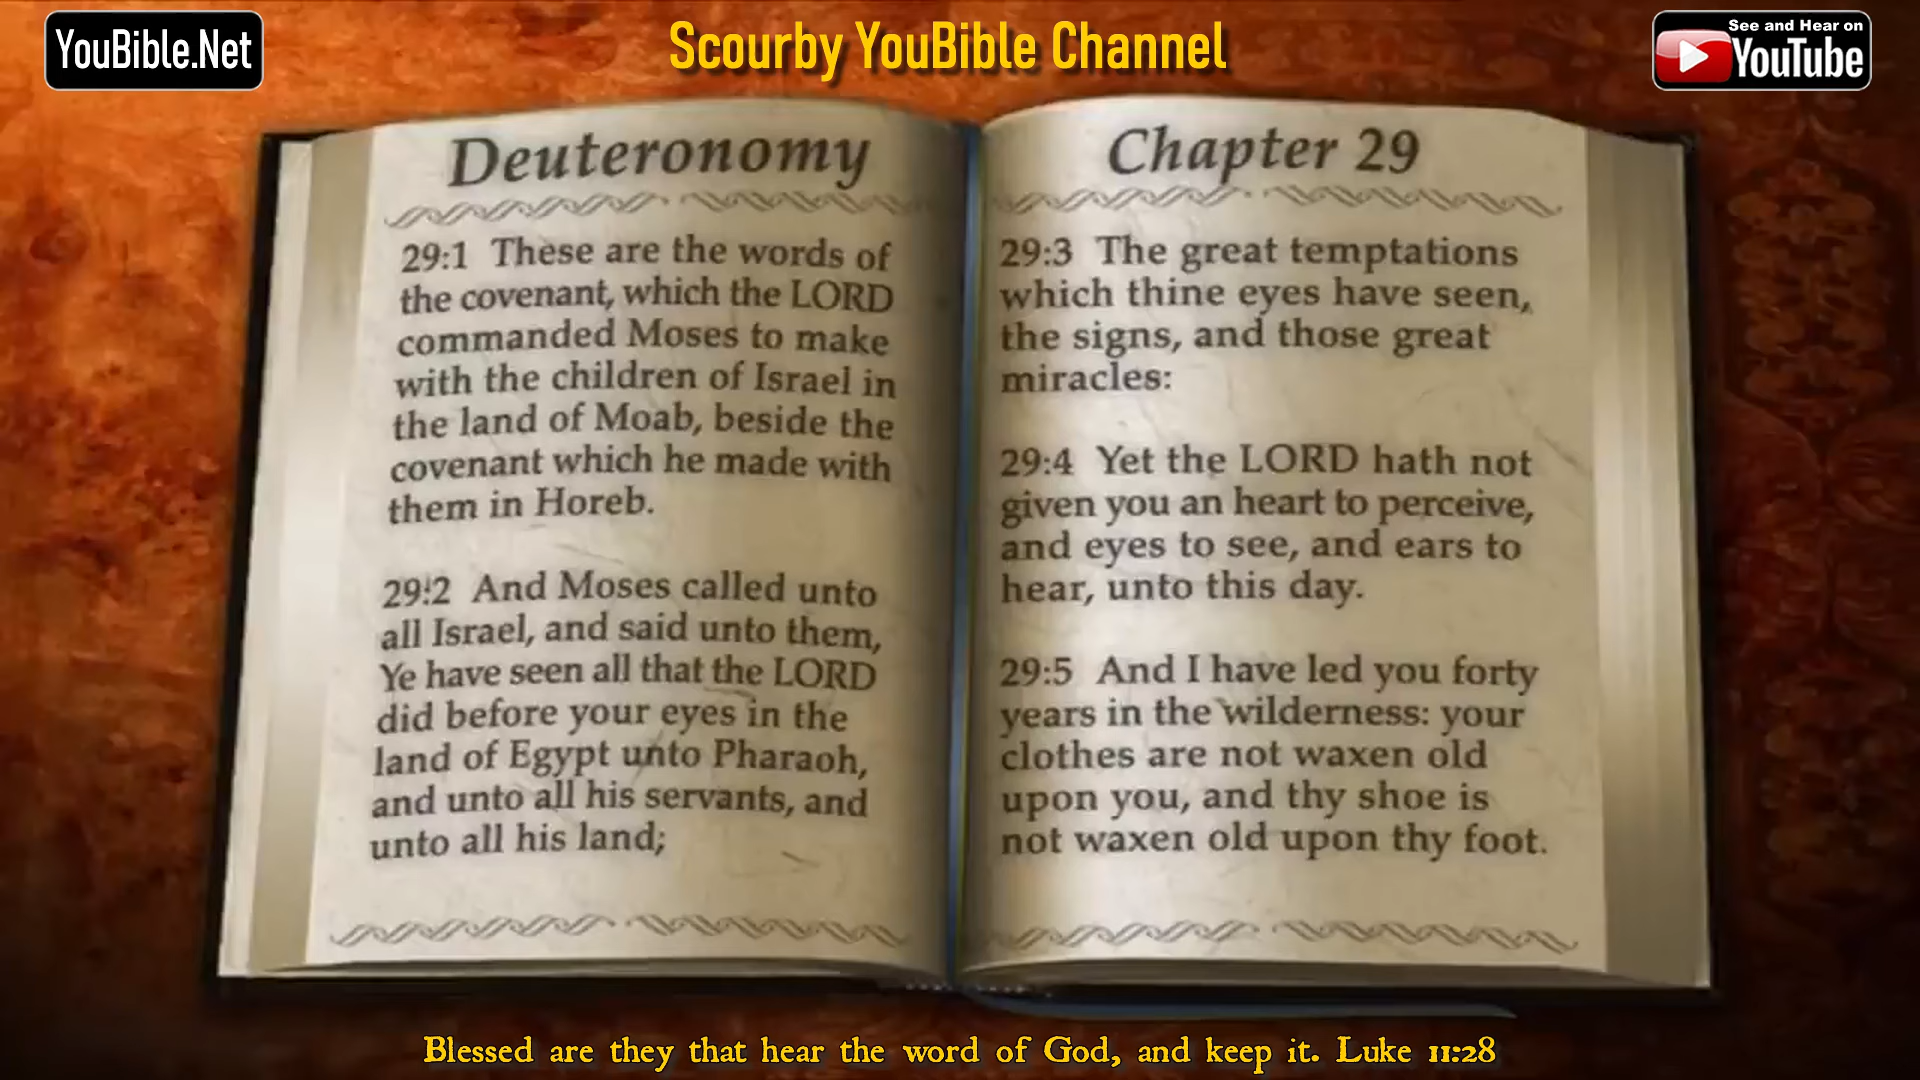 YouBible.Net
Scourby YouBible Channel
See and Hear on
YouTube
Deuteronomy
29:1 These are the words of
the covenant, which the LORD
commanded Moses to make
with the children of Israel in
the land of Moab, beside the
covenant which he made with
them in Horeb.
29:2 And Moses called unto
all Israel, and said unto them,
Ye have seen all that the LORD
did before your eyes in the
land of Egypt unto Pharaoh,
and unto all his servants, and
unto all his land;
Chapter 29
29:3 The great temptations
which thine eyes have seen,
the signs, and those great
miracles:
29:4 Yet the LORD hath not
given you an heart to perceive,
and eyes to see, and ears to
hear, unto this day.
29:5 And I have led you forty
years in the wilderness: your
clothes are not waxen old
upon you, and thy shoe is
not waxen old upon thy foot.
Blessed are they that hear the word of God, and keep it. Luke 11:28